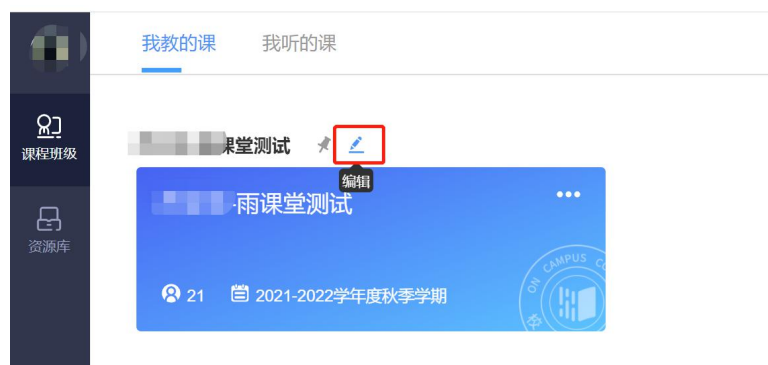 我教的课 我听的课
课程班级
课堂测试
编辑
雨课堂测试
资源库
21 2021-2022学年度秋季学期
ON CAMPUS